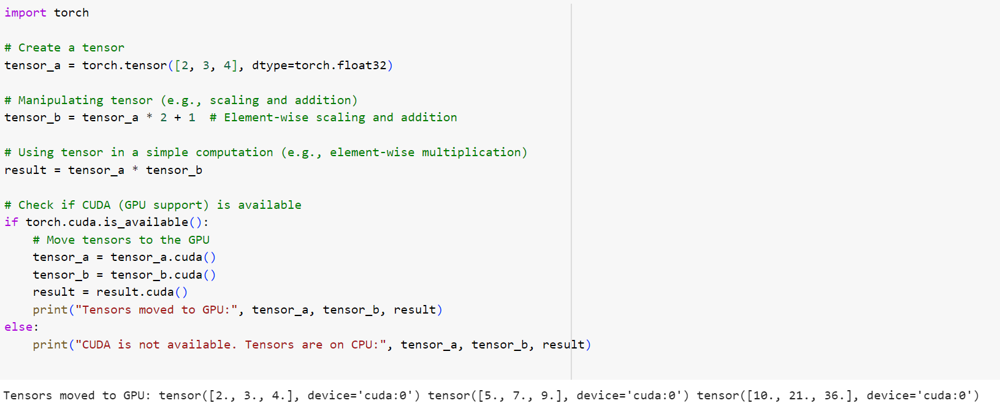 import torch

# Create a tensor
tensor_a = torch.tensor([2, 3, 4], dtype=torch.float32)

# Manipulating tensor (e.g., scaling and addition)
tensor_b = tensor_a * 2 + 1  # Element-wise scaling and addition

# Using tensor in a simple computation (e.g., element-wise multiplication)
result = tensor_a * tensor_b

# Check if CUDA (GPU support) is available
if torch.cuda.is_available():
    # Move tensors to the GPU
    tensor_a = tensor_a.cuda()
    tensor_b = tensor_b.cuda()
    result = result.cuda()
    print("Tensors moved to GPU:", tensor_a, tensor_b, result)
else:
    print("CUDA is not available. Tensors are on CPU:", tensor_a, tensor_b, result)

Tensors moved to GPU: tensor([2., 3., 4.], device='cuda:0') tensor([5., 7., 9.], device='cuda:0') tensor([10., 21., 36.], device='cuda:0')